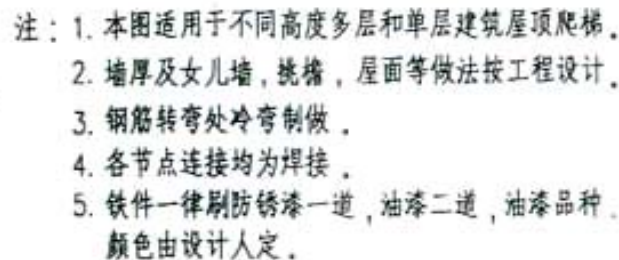 注：1. 本图适用于不同高度多层和单层建筑屋顶爬梯．
2. 墙厚及女儿墙，挑檐，屋面等做法按工程设计．
3. 钢筋转弯处冷弯制做．
4. 各节点连接均为焊接．
5. 铁件一律刷防锈漆一道，油漆二道，油漆品种．
颜色由设计人定．